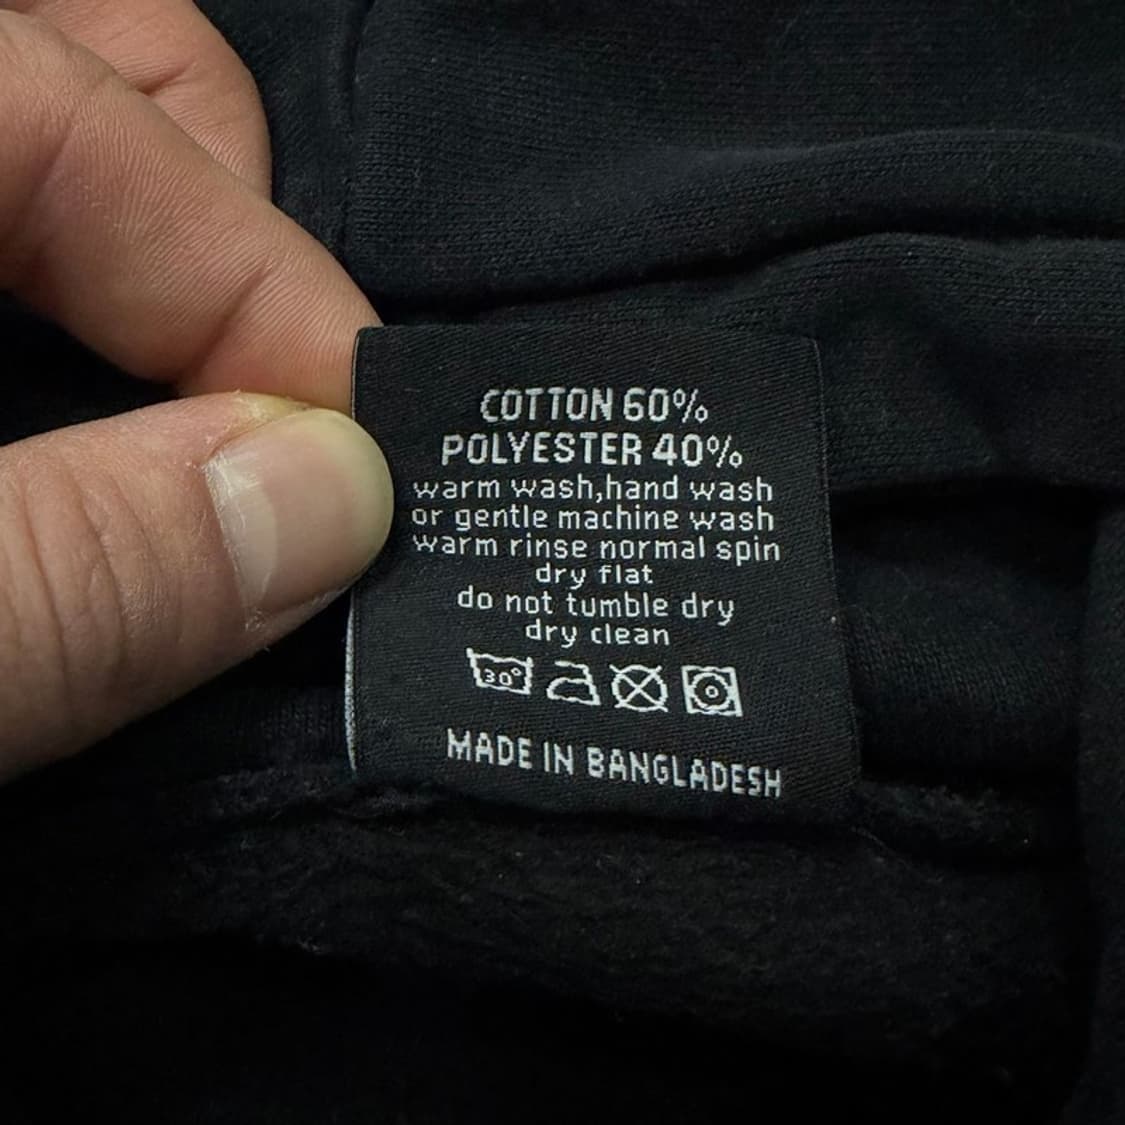 COTTON 60%
POLYESTER 40%
warm wash,hand wash
or gentle machine wash
warm rinse normal spin
dry flat
do not tumble dry
dry clean
30°
MADE IN BANGLADESH